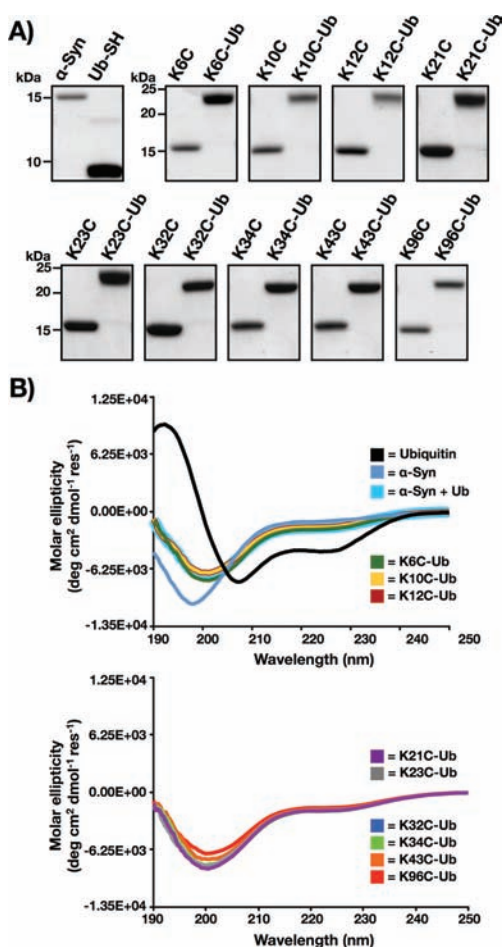 A)
kDa
α-Syn
Ub-SH
15
10
kDa
K6C
K6C-Ub
25
20
15
K10C
K10C-Ub
K12C
K12C-Ub
K21C
K21C-Ub
kDa
K23C
K23C-Ub
25
20
15
K32C
K32C-Ub
K34C
K34C-Ub
K43C
K43C-Ub
K96C
K96C-Ub
B)
Molar ellipticity
(deg cm² dmol⁻¹ res⁻¹)
1.25E+04
6.25E+03
0.00E+00
-6.25E+03
-1.35E+04
= Ubiquitin
= α-Syn
= α-Syn + Ub
= K6C-Ub
= K10C-Ub
= K12C-Ub
190 200 210 220 230 240 250
Wavelength (nm)
Molar ellipticity
(deg cm² dmol⁻¹ res⁻¹)
1.25E+04
6.25E+03
0.00E+00
-6.25E+03
-1.35E+04
= K21C-Ub
= K23C-Ub
= K32C-Ub
= K34C-Ub
= K43C-Ub
= K96C-Ub
190 200 210 220 230 240 250
Wavelength (nm)